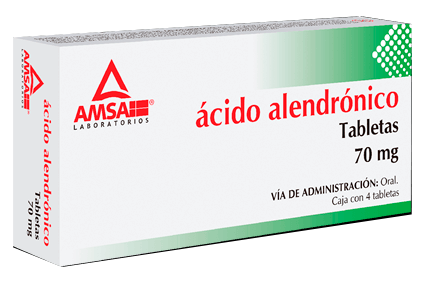 AMSA
LABORATORIOS
ácido alendrónico
Tabletas
70 mg
VÍA DE ADMINISTRACIÓN: Oral.
Caja con 4 tabletas
ácido alendrónico
Tabletas
70 mg